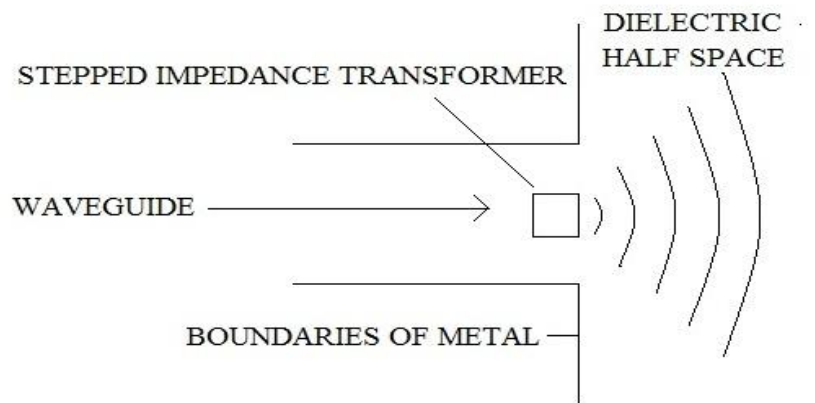 DIELECTRIC
HALF SPACE
STEPPED IMPEDANCE TRANSFORMER
WAVEGUIDE
BOUNDARIES OF METAL